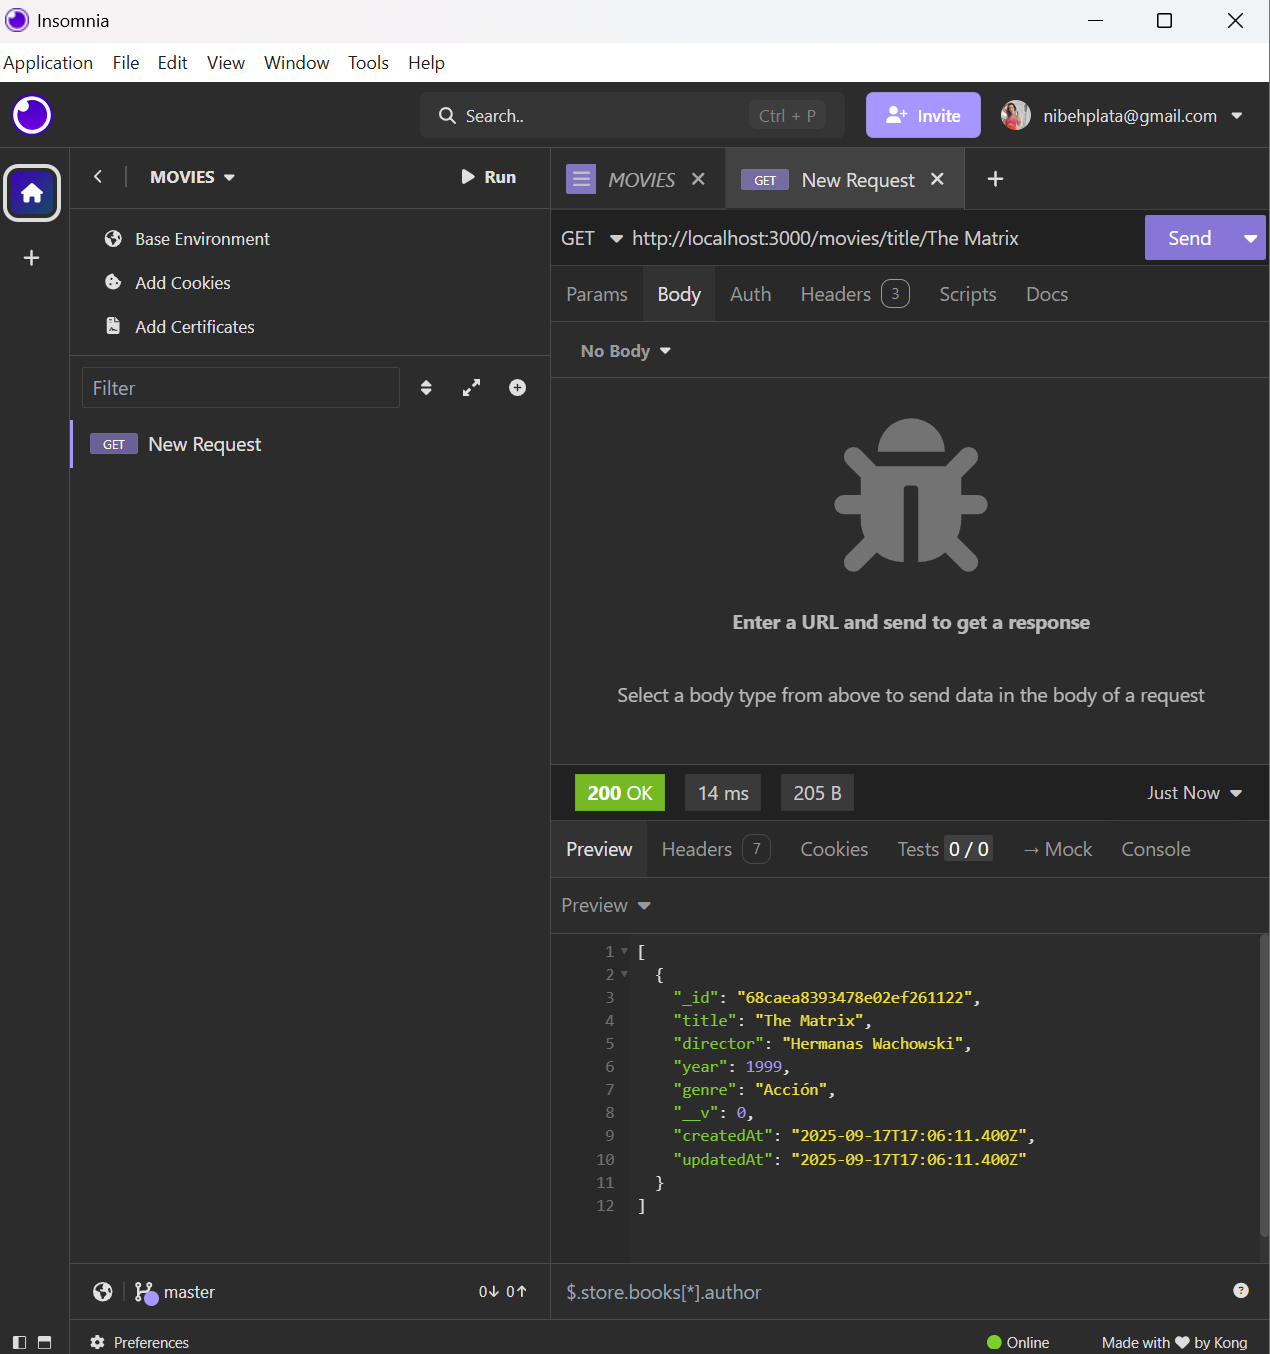 Insomnia
Application File Edit View Window Tools Help
Search.. Ctrl + P Invite nibehplata@gmail.com
MOVIES Run
MOVIES GET New Request
Base Environment
Add Cookies
Add Certificates
Filter
GET New Request
GET http://localhost:3000/movies/title/The Matrix Send
Params Body Auth Headers 3 Scripts Docs
No Body
Enter a URL and send to get a response
Select a body type from above to send data in the body of a request
200 OK 14 ms 205 B Just Now
Preview Headers 7 Cookies Tests 0 / 0 → Mock Console
Preview
1 [
2 {
3 "_id": "68caea8393478e02ef261122",
4 "title": "The Matrix",
5 "director": "Hermanas Wachowski",
6 "year": 1999,
7 "genre": "Acción",
8 "__v": 0,
9 "createdAt": "2025-09-17T17:06:11.400Z",
10 "updatedAt": "2025-09-17T17:06:11.400Z"
11 }
12 ]
master 0↓ 0↑
$.store.books[*].author
Preferences
Online Made with ♥ by Kong